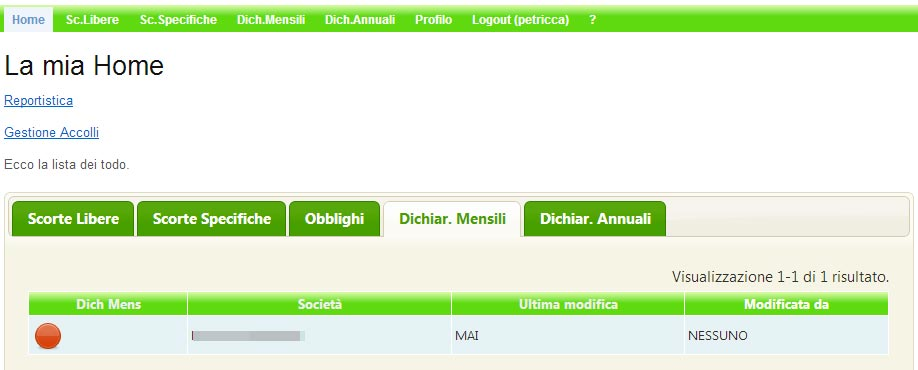 Home Sc.Libere Sc.Specifiche Dich.Mensili Dich.Annuali Profilo Logout (petricca) ?
La mia Home
Reportistica
Gestione Accolli
Ecco la lista dei todo.
Scorte Libere Scorte Specifiche Obblighi Dichiar. Mensili Dichiar. Annuali
Visualizzazione 1-1 di 1 risultato.
Dich Mens Società Ultima modifica Modificata da
MAI NESSUNO